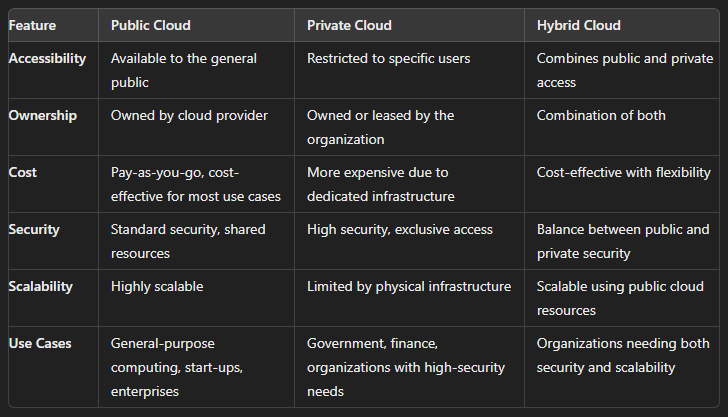 Feature Public Cloud Private Cloud Hybrid Cloud
Accessibility Available to the general Restricted to specific users Combines public and private
public access
Ownership Owned by cloud provider Owned or leased by the Combination of both
organization
Cost Pay-as-you-go, cost- More expensive due to Cost-effective with flexibility
effective for most use cases dedicated infrastructure
Security Standard security, shared High security, exclusive access Balance between public and
resources private security
Scalability Highly scalable Limited by physical infrastructure Scalable using public cloud
resources
Use Cases General-purpose Government, finance, Organizations needing both
computing, start-ups, organizations with high-security security and scalability
enterprises needs